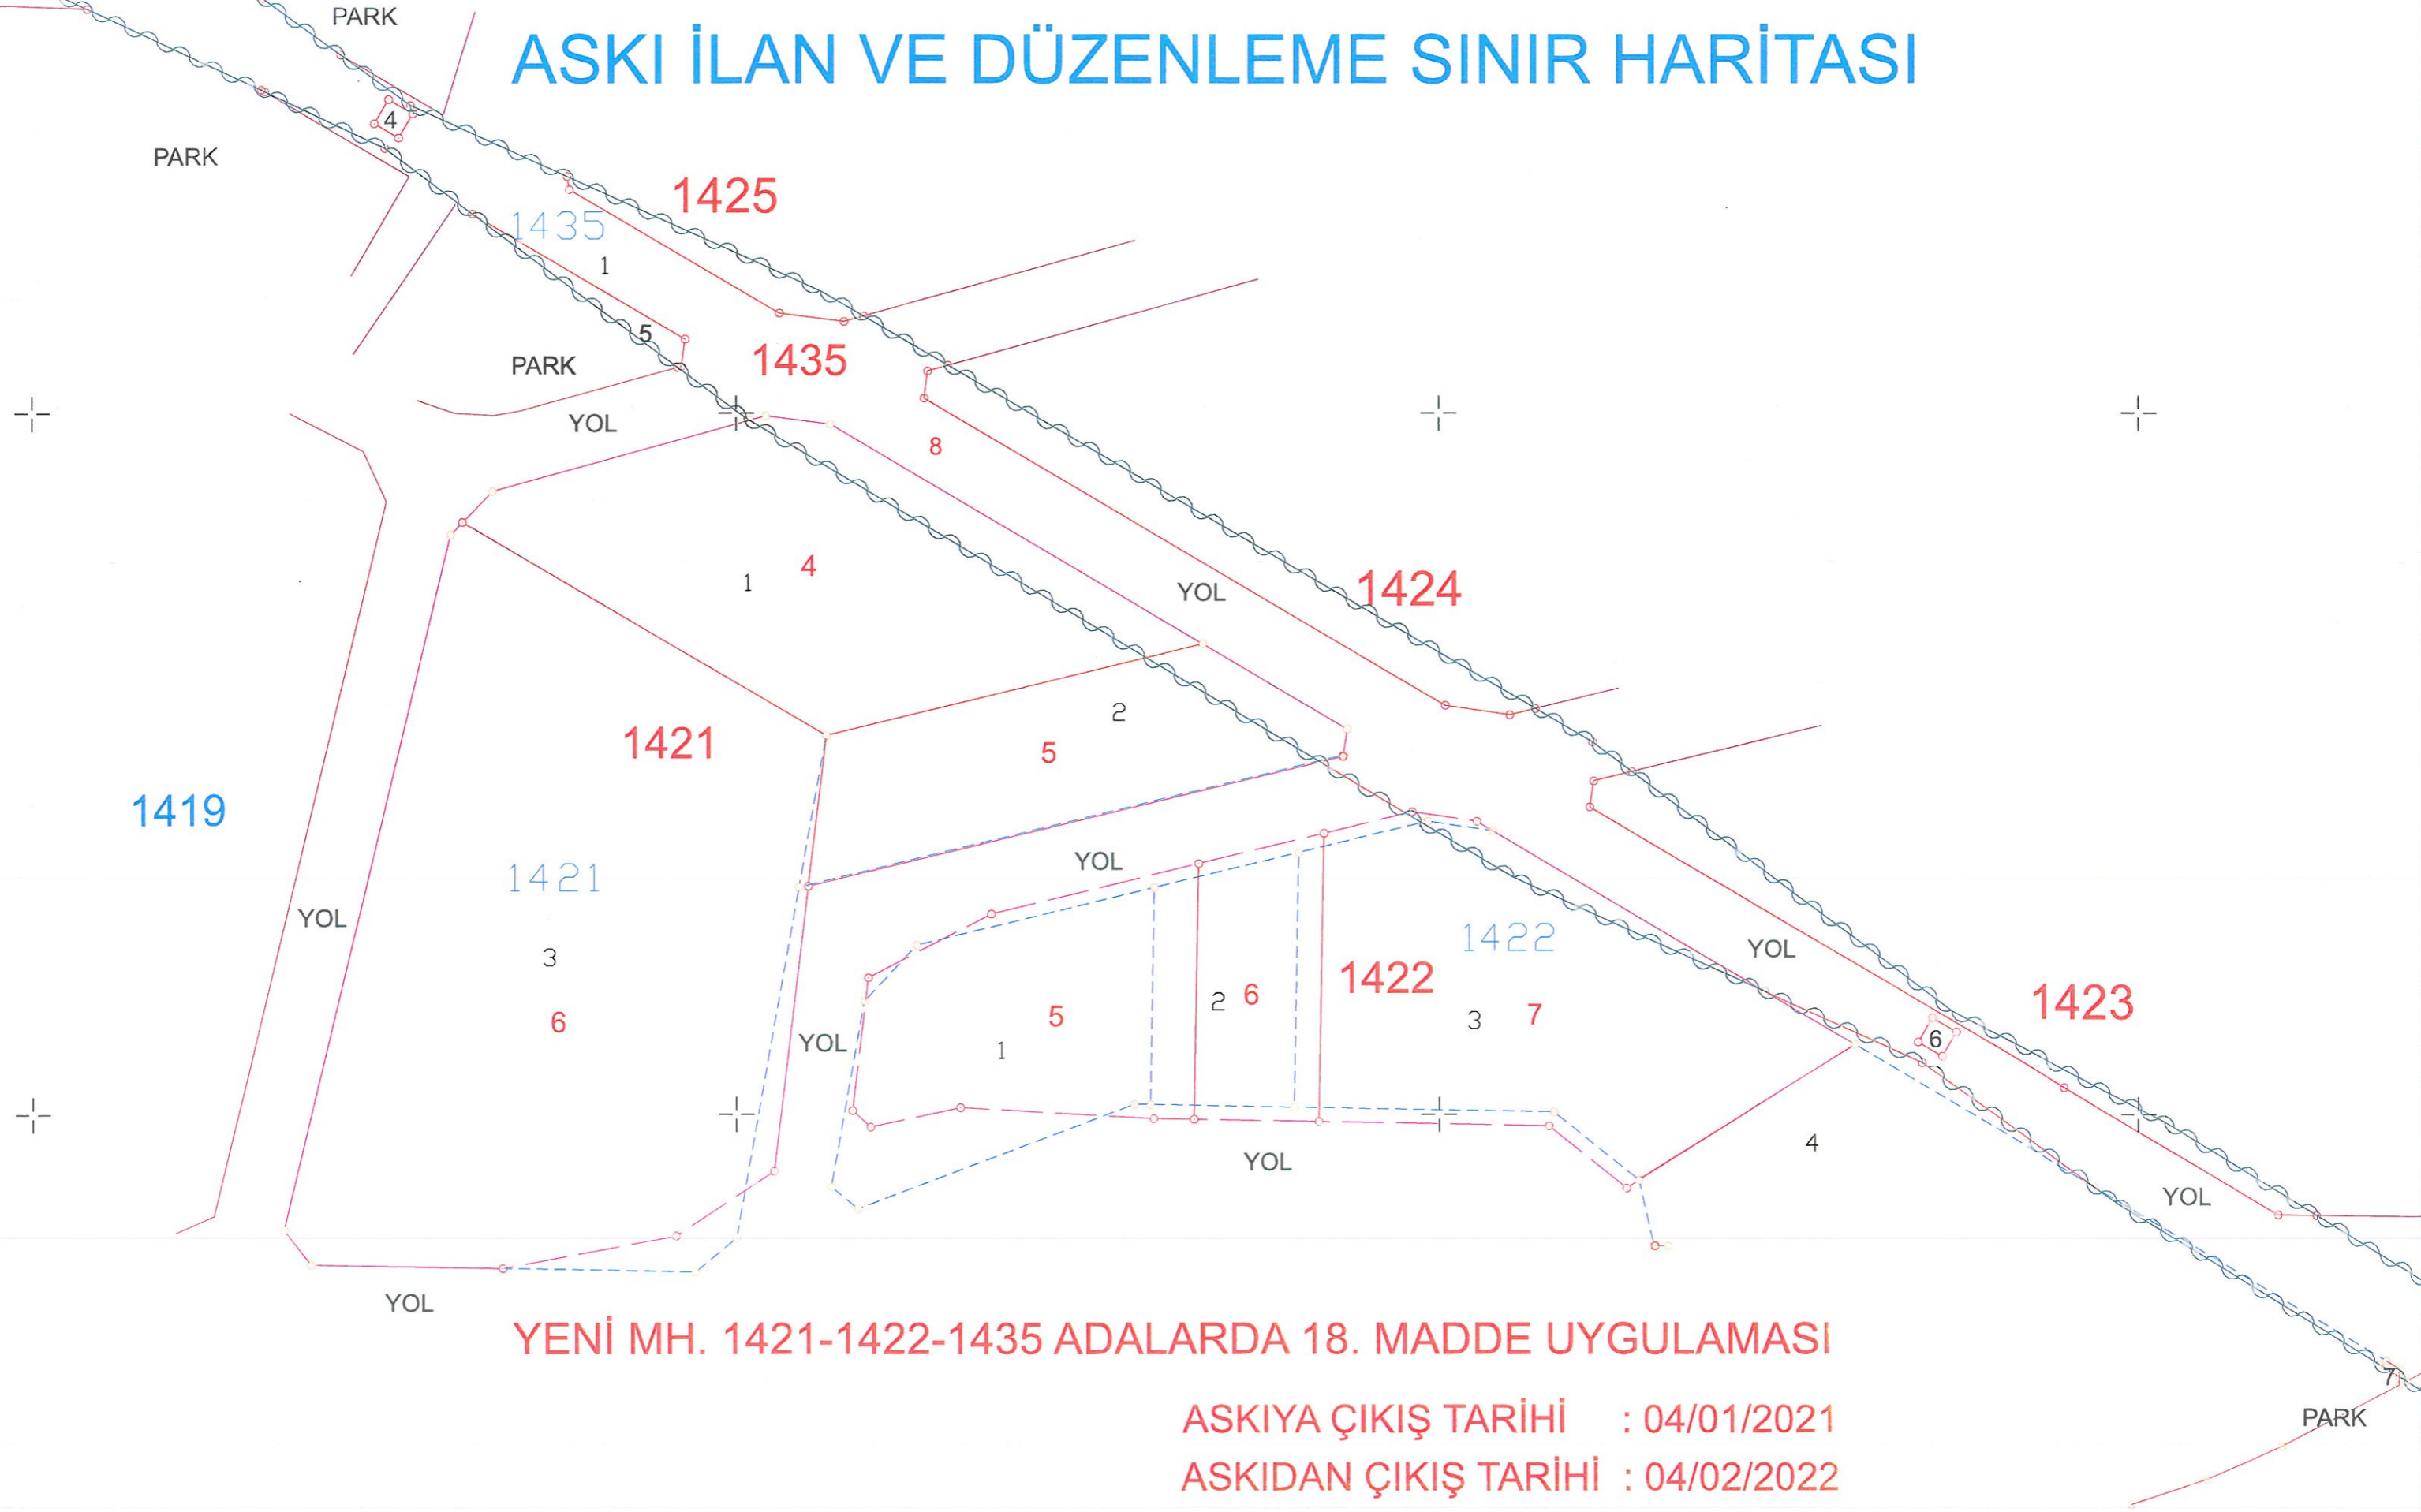 PARK
ASKI İLAN VE DÜZENLEME SINIR HARİTASI
4
PARK
1425
1435
1
5
1435
PARK
YOL
8
4
1
YOL
1424
2
1421
5
1419
YOL
1421
1422
YOL
YOL
3
1422
6
2
3
7
1423
6
5
6
YOL
1
4
YOL
YOL
YOL
YENİ MH. 1421-1422-1435 ADALARDA 18. MADDE UYGULAMASI
7
PARK
ASKIYA ÇIKIŞ TARİHİ : 04/01/2021
ASKIDAN ÇIKIŞ TARİHİ : 04/02/2022